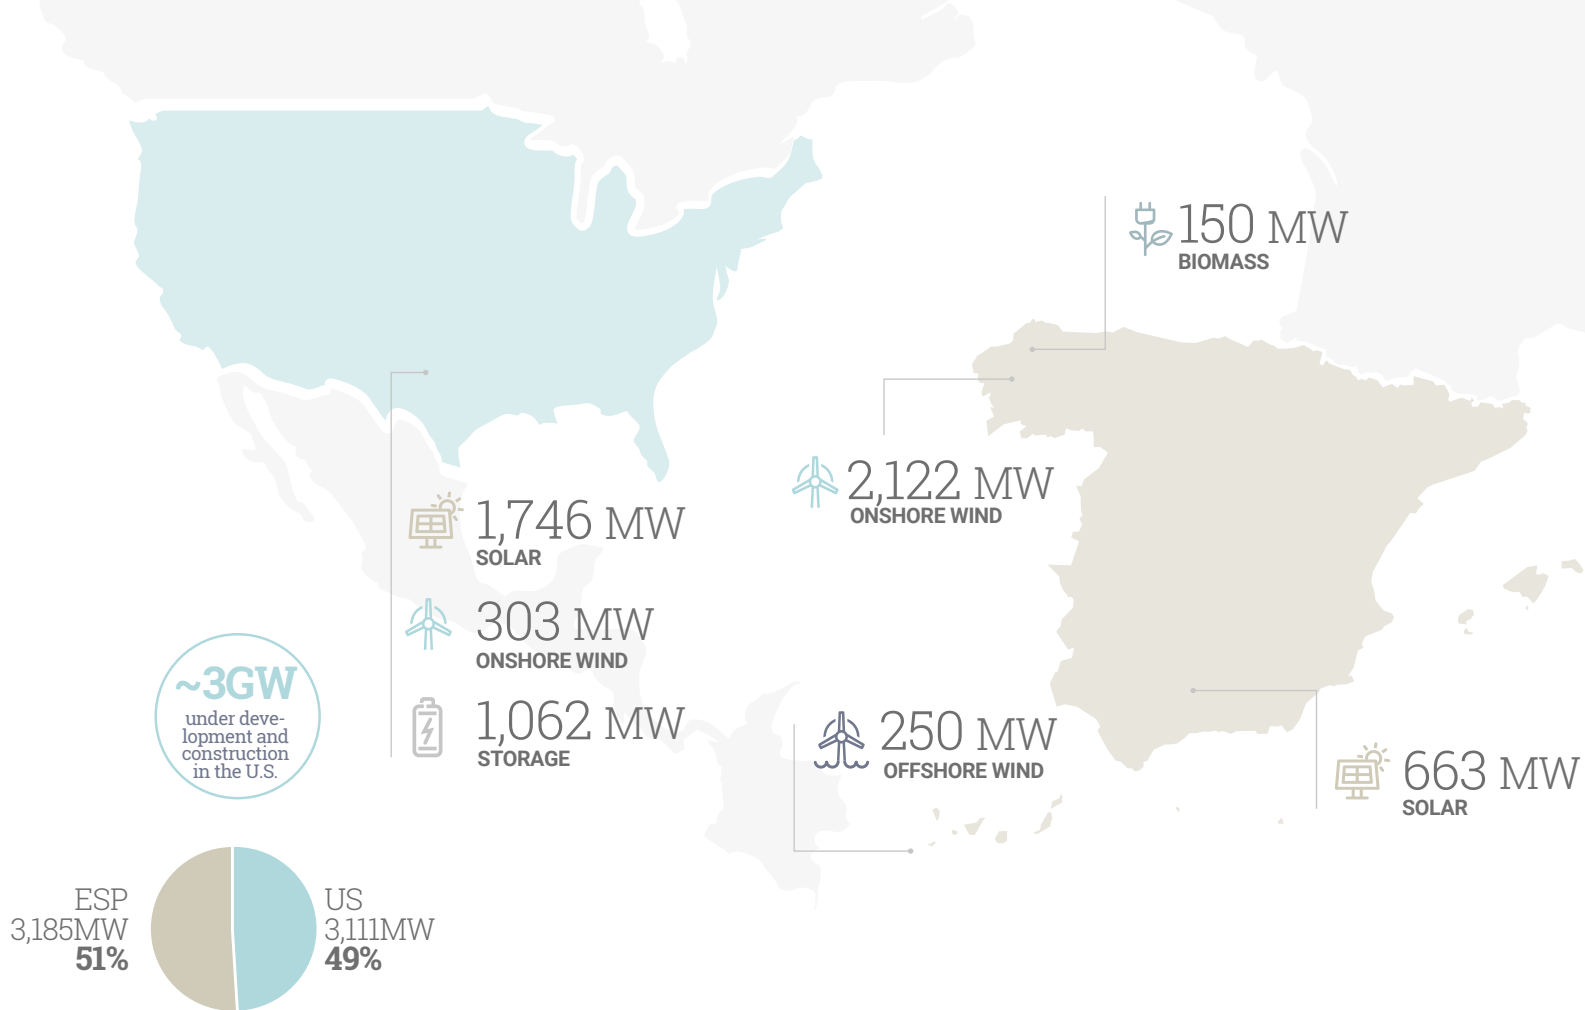 150 MW
BIOMASS
2,122 MW
ONSHORE WIND
1,746 MW
SOLAR
303 MW
ONSHORE WIND
1,062 MW
STORAGE
~3GW
under deve-
lopment and
construction
in the U.S.
250 MW
OFFSHORE WIND
663 MW
SOLAR
ESP
3,185MW
51%
US
3,111MW
49%